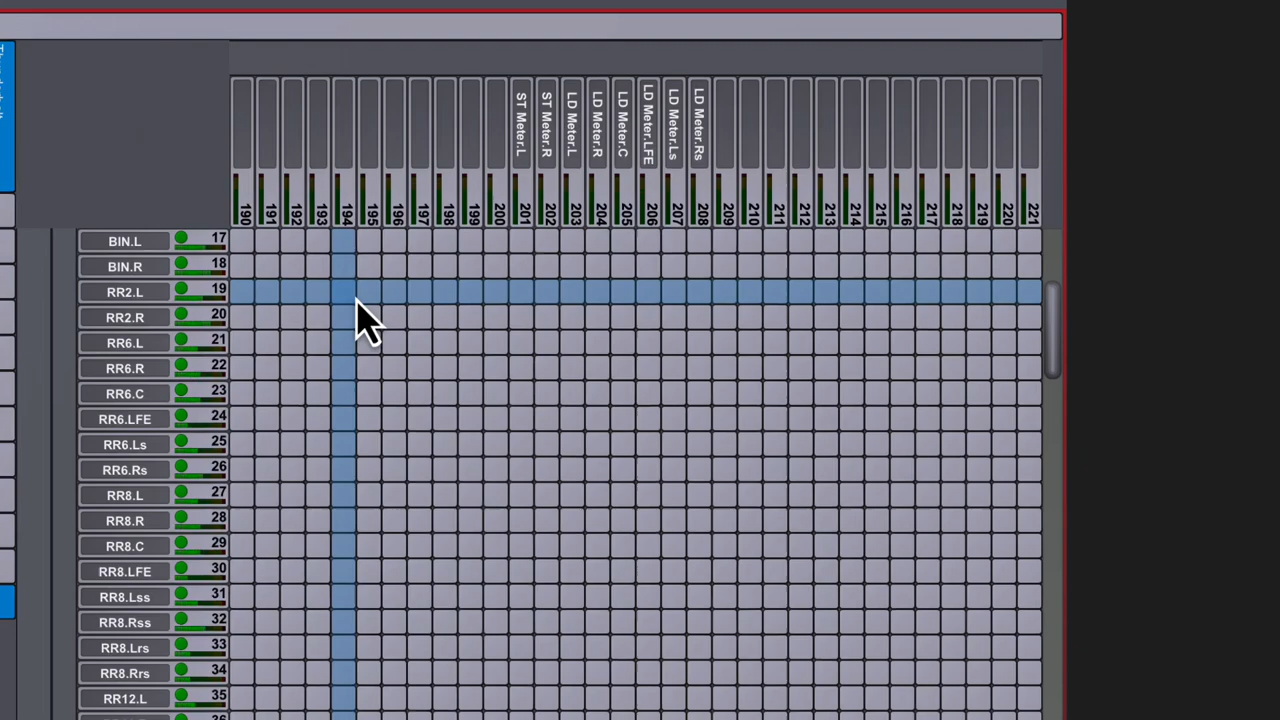 ST Meter.L
ST Meter.R
LD Meter.L
LD Meter.R
LD Meter.C
LD Meter.LFE
LD Meter.Ls
LD Meter.Rs
190 191 192 193 194 195 196 197 198 199 200 201 202 203 204 205 206 207 208 209 210 211 212 213 214 215 216 217 218 219 220 221
BIN.L 17
BIN.R 18
RR2.L 19
RR2.R 20
RR6.L 21
RR6.R 22
RR6.C 23
RR6.LFE 24
RR6.Ls 25
RR6.Rs 26
RR8.L 27
RR8.R 28
RR8.C 29
RR8.LFE 30
RR8.Lss 31
RR8.Rss 32
RR8.Lrs 33
RR8.Rrs 34
RR12.L 35